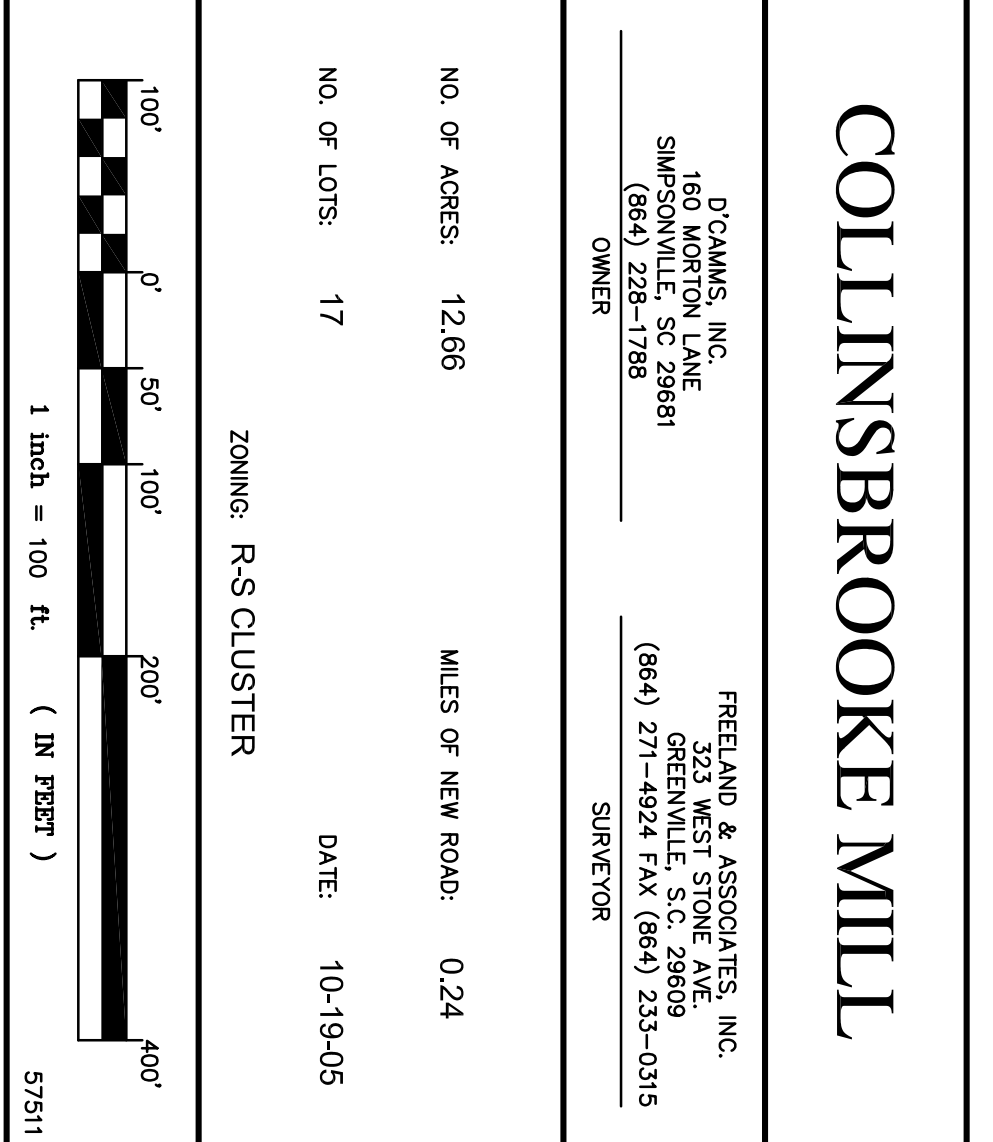 COLLINSBROOKE MILL
D'CAMMS, INC.
160 MORTON LANE
SIMPSONVILLE, SC 29681
(864) 228-1788
OWNER
FREELAND & ASSOCIATES, INC.
323 WEST STONE AVE.
GREENVILLE, S.C. 29609
(864) 271-4924 FAX (864) 233-0315
SURVEYOR
NO. OF ACRES: 12.66 MILES OF NEW ROAD: 0.24
NO. OF LOTS: 17 DATE: 10-19-05
ZONING: R-S CLUSTER
100' 0' 50' 100' 200' 400'
1 inch = 100 ft. ( IN FEET )
57511